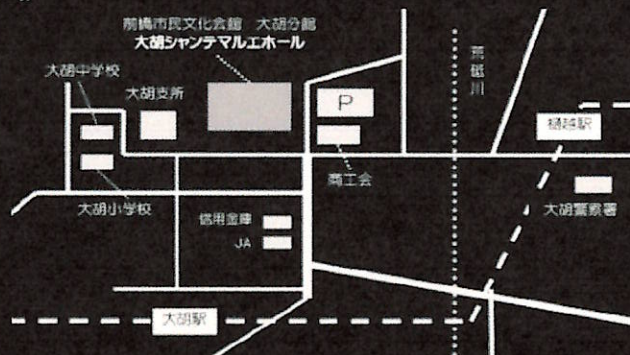 前橋市民文化会館 大胡分館
大胡シャンテマルエホール
大胡中学校
大胡支所
P
荒砥川
樋越駅
商工会
大胡小学校
信用金庫
JA
大胡警察署
大胡駅